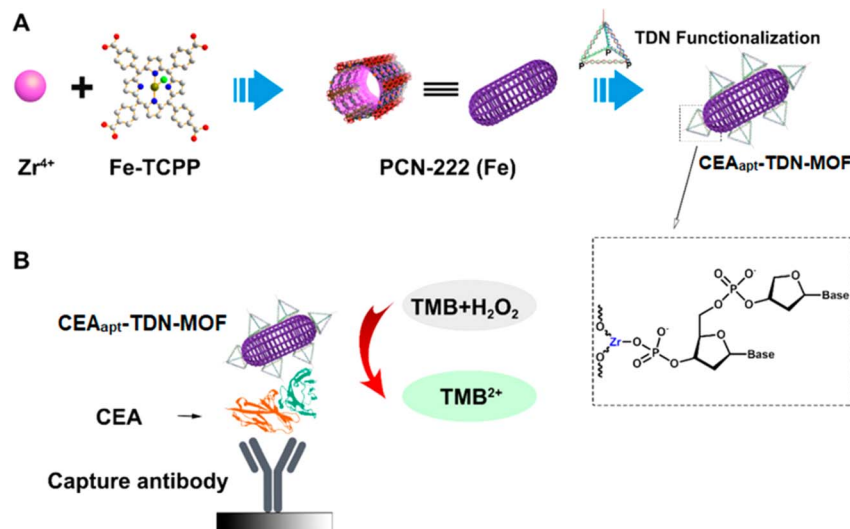 A
TDN Functionalization
P
P
P
Zr⁴⁺
Fe-TCPP
PCN-222 (Fe)
CEAₐₚₜ-TDN-MOF
B
CEAₐₚₜ-TDN-MOF
TMB+H₂O₂
TMB²⁺
CEA
Capture antibody
O
O⁻
P
O
O
O
Base
O
O
Zr
O
O⁻
P
O
O
O
Base